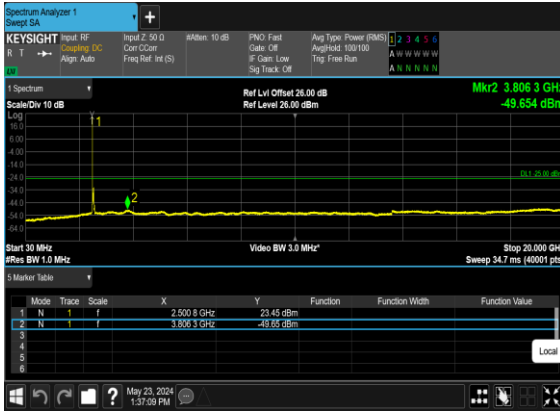 Spectrum Analyzer 1
Swept SA
+
KEYSIGHT Input: RF Input Z: 50 Ω #Atten: 10 dB PNO: Fast Avg Type: Power (RMS) 1 2 3 4 5 6
R T Coupling: DC Corr CCorr Gate: Off Avg|Hold: 100/100 A W W W W W
Align: Auto Freq Ref: Int (S) IF Gain: Low Trig: Free Run
Sig Track: Off A N N N N N
1 Spectrum Ref Lvl Offset 26.00 dB Mkr2 3.806 3 GHz
Scale/Div 10 dB Ref Level 26.00 dBm -49.654 dBm
Log
16.0
6.00
-4.00
-14.0
-24.0
-34.0
-44.0
-54.0
-64.0
1
2
DL1 -25.00 dBm
Start 30 MHz Video BW 3.0 MHz* Stop 20.000 GHz
#Res BW 1.0 MHz Sweep 34.7 ms (40001 pts)
5 Marker Table
Mode Trace Scale X Y Function Function Width Function Value
1 N 1 f 2.500 8 GHz 23.45 dBm
2 N 1 f 3.806 3 GHz -49.65 dBm
3
4
5
6
Local
? May 23, 2024
1:37:09 PM